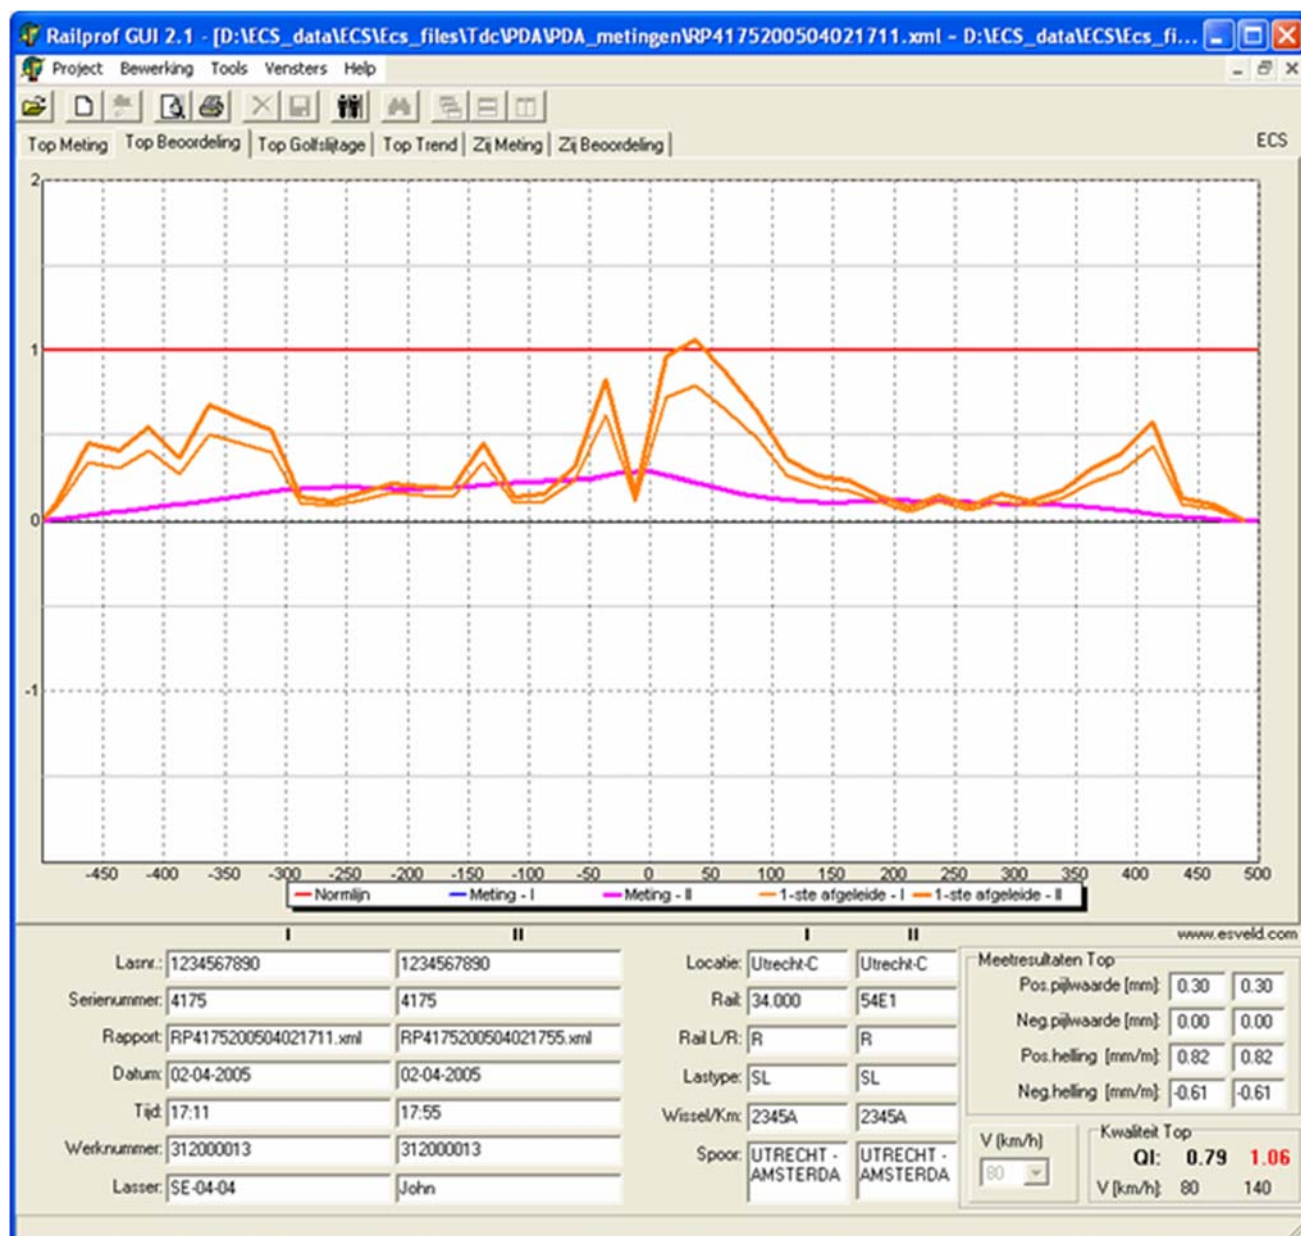 Railprof GUI 2.1 - [D:\ECS_data\ECS\Ecs_files\Tdc\PDA\PDA_metingen\RP4175200504021711.xml - D:\ECS_data\ECS\Ecs_fi...
Project Bewerking Tools Vensters Help
Top Meting Top Beoordeling Top Golfslijtage Top Trend Zij Meting Zij Beoordeling ECS
2
1
0
-1
-450 -400 -350 -300 -250 -200 -150 -100 -50 0 50 100 150 200 250 300 350 400 450 500
Normlijn Meting - I Meting - II 1-ste afgeleide - I 1-ste afgeleide - II
I II I II www.esveld.com
Lasnr.: 1234567890 1234567890
Serienummer: 4175 4175
Rapport: RP4175200504021711.xml RP4175200504021755.xml
Datum: 02-04-2005 02-04-2005
Tijd: 17:11 17:55
Werknummer: 312000013 312000013
Lasser: SE-04-04 John
Locatie: Utrecht-C Utrecht-C
Rail: 34.000 54E1
Rail L/R: R R
Lastype: SL SL
Wissel/Km: 2345A 2345A
Spoor: UTRECHT - UTRECHT -
AMSTERDA AMSTERDA
Meetresultaten Top
Pos.pijlwaarde [mm]: 0.30 0.30
Neg.pijlwaarde [mm]: 0.00 0.00
Pos.helling [mm/m]: 0.82 0.82
Neg.helling [mm/m]: -0.61 -0.61
V (km/h)
80
Kwaliteit Top
QI: 0.79 1.06
V [km/h]: 80 140